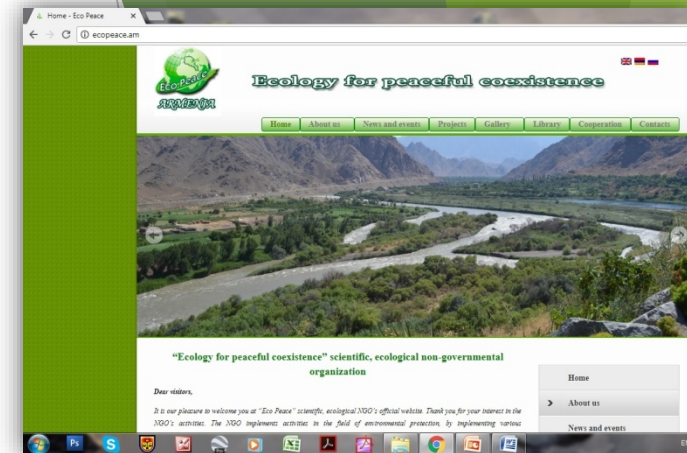 Home - Eco Peace
ecopeace.am
Eco-Peace
ARMENIA
Ecology for peaceful coexistence
Home About us News and events Projects Gallery Library Cooperation Contacts
“Ecology for peaceful coexistence” scientific, ecological non-governmental
organization
Dear visitors,
It is our pleasure to welcome you at “Eco Peace” scientific, ecological NGO’s official website. Thank you for your interest in the
NGO’s activities. The NGO implements activities in the field of environmental protection, by implementing various
Home
About us
News and events
Ps
EN